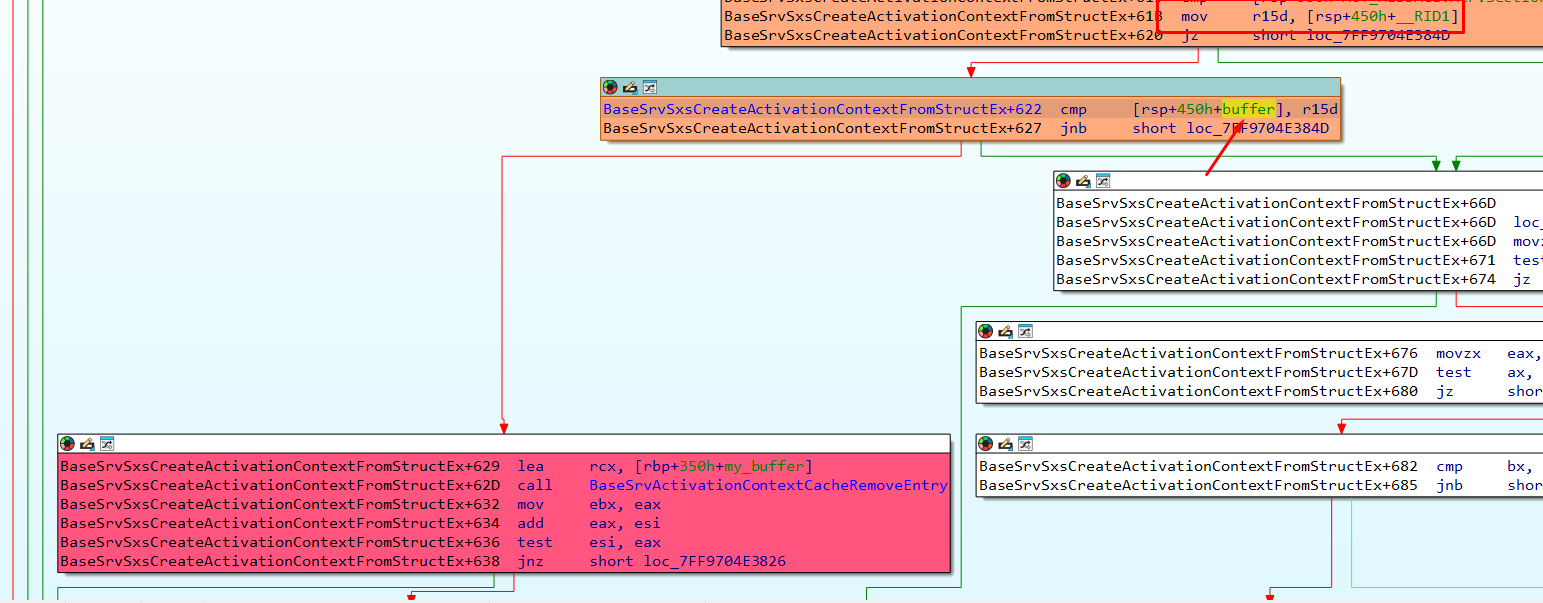 BaseSrvSxsCreateActivationContextFromStructEx+61B mov r15d, [rsp+450h+__RID1]
BaseSrvSxsCreateActivationContextFromStructEx+620 jz short loc_7FF9704E384D
BaseSrvSxsCreateActivationContextFromStructEx+622 cmp [rsp+450h+buffer], r15d
BaseSrvSxsCreateActivationContextFromStructEx+627 jnb short loc_7FF9704E384D
BaseSrvSxsCreateActivationContextFromStructEx+66D
BaseSrvSxsCreateActivationContextFromStructEx+66D loc_
BaseSrvSxsCreateActivationContextFromStructEx+66D
BaseSrvSxsCreateActivationContextFromStructEx+671 test
BaseSrvSxsCreateActivationContextFromStructEx+674 jz
BaseSrvSxsCreateActivationContextFromStructEx+676 movzx eax,
BaseSrvSxsCreateActivationContextFromStructEx+67D test ax,
BaseSrvSxsCreateActivationContextFromStructEx+680 jz shor
BaseSrvSxsCreateActivationContextFromStructEx+629 lea rcx, [rbp+350h+my_buffer]
BaseSrvSxsCreateActivationContextFromStructEx+62D call BaseSrvActivationContextCacheRemoveEntry
BaseSrvSxsCreateActivationContextFromStructEx+632 mov ebx, eax
BaseSrvSxsCreateActivationContextFromStructEx+634 add eax, esi
BaseSrvSxsCreateActivationContextFromStructEx+636 test esi, eax
BaseSrvSxsCreateActivationContextFromStructEx+638 jnz short loc_7FF9704E3826
BaseSrvSxsCreateActivationContextFromStructEx+682 cmp bx,
BaseSrvSxsCreateActivationContextFromStructEx+685 jnb shor